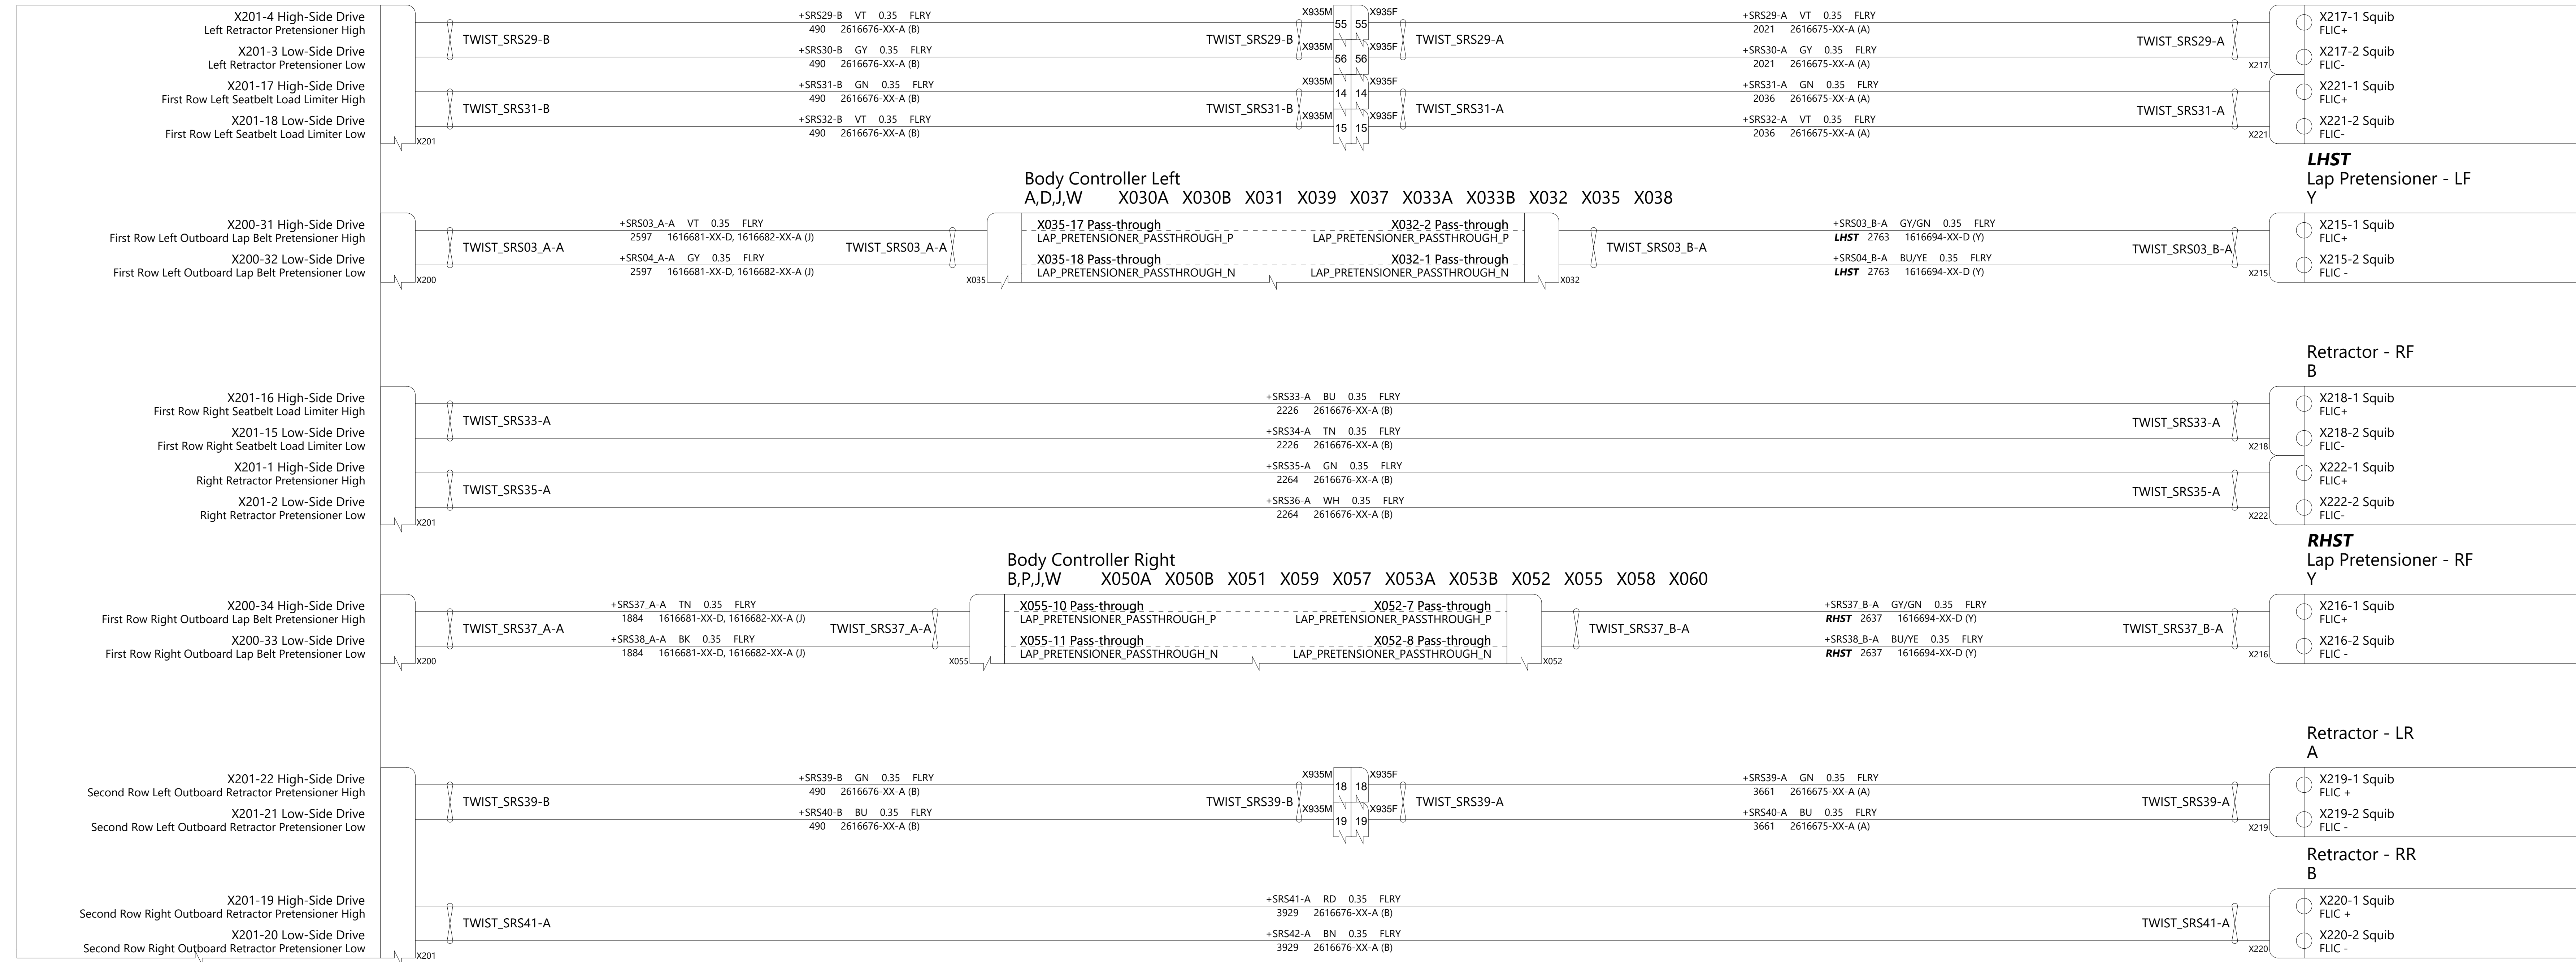 X201-4 High-Side Drive
Left Retractor Pretensioner High
X201-3 Low-Side Drive
Left Retractor Pretensioner Low
X201-17 High-Side Drive
First Row Left Seatbelt Load Limiter High
X201-18 Low-Side Drive
First Row Left Seatbelt Load Limiter Low
X201
TWIST_SRS29-B
TWIST_SRS31-B
+SRS29-B VT 0.35 FLRY
490 2616676-XX-A (B)
+SRS30-B GY 0.35 FLRY
490 2616676-XX-A (B)
+SRS31-B GN 0.35 FLRY
490 2616676-XX-A (B)
+SRS32-B VT 0.35 FLRY
490 2616676-XX-A (B)
TWIST_SRS29-B
TWIST_SRS31-B
X935M 55 55 X935F
X935M 56 56 X935F
X935M 14 14 X935F
X935M 15 15 X935F
TWIST_SRS29-A
TWIST_SRS31-A
+SRS29-A VT 0.35 FLRY
2021 2616675-XX-A (A)
+SRS30-A GY 0.35 FLRY
2021 2616675-XX-A (A)
+SRS31-A GN 0.35 FLRY
2036 2616675-XX-A (A)
+SRS32-A VT 0.35 FLRY
2036 2616675-XX-A (A)
TWIST_SRS29-A
TWIST_SRS31-A
X217
X221
X217-1 Squib
FLIC+
X217-2 Squib
FLIC-
X221-1 Squib
FLIC+
X221-2 Squib
FLIC-
X200-31 High-Side Drive
First Row Left Outboard Lap Belt Pretensioner High
X200-32 Low-Side Drive
First Row Left Outboard Lap Belt Pretensioner Low
X200
TWIST_SRS03_A-A
+SRS03_A-A VT 0.35 FLRY
2597 1616681-XX-D, 1616682-XX-A (J)
+SRS04_A-A GY 0.35 FLRY
2597 1616681-XX-D, 1616682-XX-A (J)
TWIST_SRS03_A-A
Body Controller Left
A,D,J,W X030A X030B X031 X039 X037 X033A X033B X032 X035 X038
X035
X035-17 Pass-through
LAP_PRETENSIONER_PASSTHROUGH_P
X035-18 Pass-through
LAP_PRETENSIONER_PASSTHROUGH_N
X032-2 Pass-through
LAP_PRETENSIONER_PASSTHROUGH_P
X032-1 Pass-through
LAP_PRETENSIONER_PASSTHROUGH_N
X032
TWIST_SRS03_B-A
+SRS03_B-A GY/GN 0.35 FLRY
LHST 2763 1616694-XX-D (Y)
+SRS04_B-A BU/YE 0.35 FLRY
LHST 2763 1616694-XX-D (Y)
TWIST_SRS03_B-A
X215
LHST
Lap Pretensioner - LF
Y
X215-1 Squib
FLIC+
X215-2 Squib
FLIC -
X201-16 High-Side Drive
First Row Right Seatbelt Load Limiter High
X201-15 Low-Side Drive
First Row Right Seatbelt Load Limiter Low
X201-1 High-Side Drive
Right Retractor Pretensioner High
X201-2 Low-Side Drive
Right Retractor Pretensioner Low
X201
TWIST_SRS33-A
TWIST_SRS35-A
+SRS33-A BU 0.35 FLRY
2226 2616676-XX-A (B)
+SRS34-A TN 0.35 FLRY
2226 2616676-XX-A (B)
+SRS35-A GN 0.35 FLRY
2264 2616676-XX-A (B)
+SRS36-A WH 0.35 FLRY
2264 2616676-XX-A (B)
TWIST_SRS33-A
TWIST_SRS35-A
X218
X222
Retractor - RF
B
X218-1 Squib
FLIC+
X218-2 Squib
FLIC-
X222-1 Squib
FLIC+
X222-2 Squib
FLIC-
X200-34 High-Side Drive
First Row Right Outboard Lap Belt Pretensioner High
X200-33 Low-Side Drive
First Row Right Outboard Lap Belt Pretensioner Low
X200
TWIST_SRS37_A-A
+SRS37_A-A TN 0.35 FLRY
1884 1616681-XX-D, 1616682-XX-A (J)
+SRS38_A-A BK 0.35 FLRY
1884 1616681-XX-D, 1616682-XX-A (J)
TWIST_SRS37_A-A
Body Controller Right
B,P,J,W X050A X050B X051 X059 X057 X053A X053B X052 X055 X058 X060
X055
X055-10 Pass-through
LAP_PRETENSIONER_PASSTHROUGH_P
X055-11 Pass-through
LAP_PRETENSIONER_PASSTHROUGH_N
X052-7 Pass-through
LAP_PRETENSIONER_PASSTHROUGH_P
X052-8 Pass-through
LAP_PRETENSIONER_PASSTHROUGH_N
X052
TWIST_SRS37_B-A
+SRS37_B-A GY/GN 0.35 FLRY
RHST 2637 1616694-XX-D (Y)
+SRS38_B-A BU/YE 0.35 FLRY
RHST 2637 1616694-XX-D (Y)
TWIST_SRS37_B-A
X216
RHST
Lap Pretensioner - RF
Y
X216-1 Squib
FLIC+
X216-2 Squib
FLIC -
X201-22 High-Side Drive
Second Row Left Outboard Retractor Pretensioner High
X201-21 Low-Side Drive
Second Row Left Outboard Retractor Pretensioner Low
TWIST_SRS39-B
+SRS39-B GN 0.35 FLRY
490 2616676-XX-A (B)
+SRS40-B BU 0.35 FLRY
490 2616676-XX-A (B)
TWIST_SRS39-B
X935M 18 18 X935F
X935M 19 19 X935F
TWIST_SRS39-A
+SRS39-A GN 0.35 FLRY
3661 2616675-XX-A (A)
+SRS40-A BU 0.35 FLRY
3661 2616675-XX-A (A)
TWIST_SRS39-A
X219
Retractor - LR
A
X219-1 Squib
FLIC +
X219-2 Squib
FLIC -
X201-19 High-Side Drive
Second Row Right Outboard Retractor Pretensioner High
X201-20 Low-Side Drive
Second Row Right Outboard Retractor Pretensioner Low
X201
TWIST_SRS41-A
+SRS41-A RD 0.35 FLRY
3929 2616676-XX-A (B)
+SRS42-A BN 0.35 FLRY
3929 2616676-XX-A (B)
TWIST_SRS41-A
X220
Retractor - RR
B
X220-1 Squib
FLIC +
X220-2 Squib
FLIC -